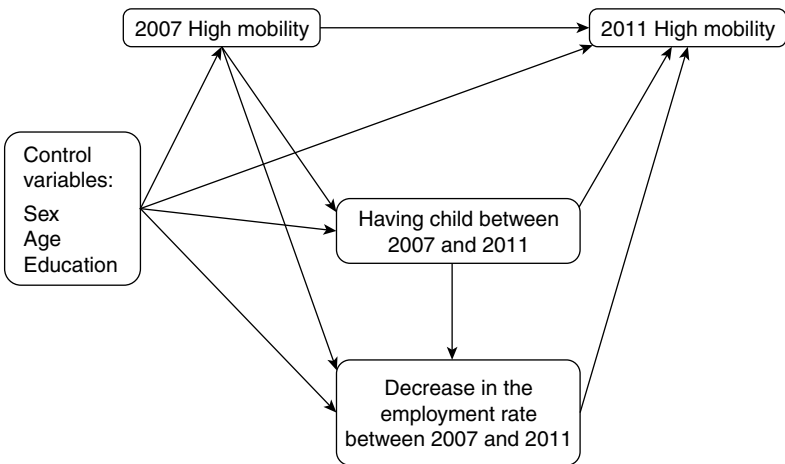 2007 High mobility
2011 High mobility
Control
variables:
Sex
Age
Education
Having child between
2007 and 2011
Decrease in the
employment rate
between 2007 and 2011